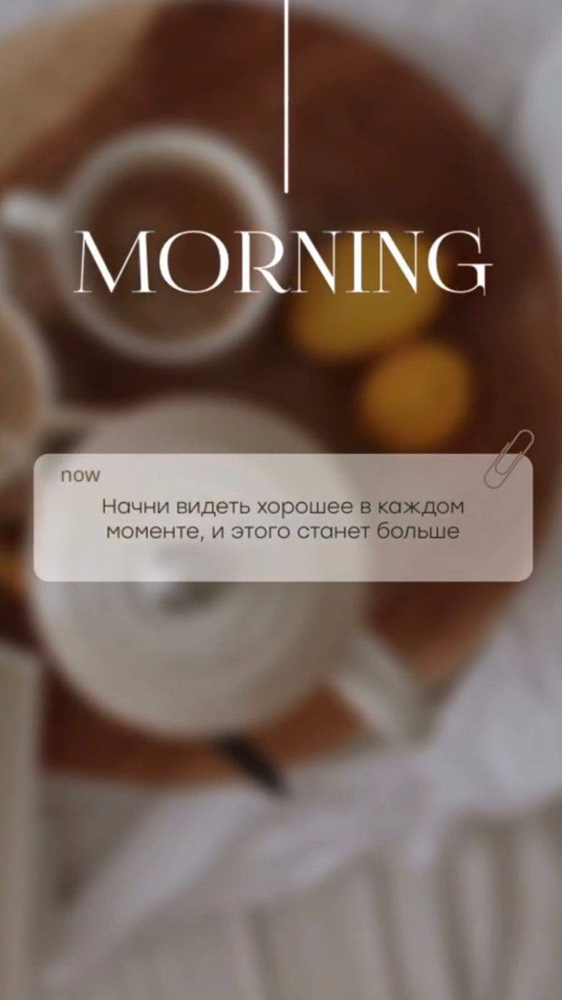 MORNING
now
Начни видеть хорошее в каждом
моменте, и этого станет больше